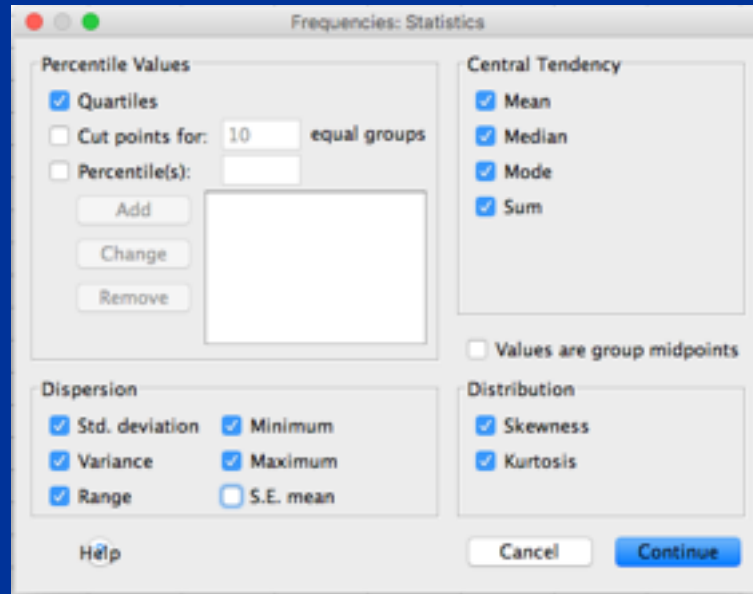 Frequencies: Statistics
Percentile Values
Quartiles
Cut points for: 10 equal groups
Percentile(s):
Add
Change
Remove
Central Tendency
Mean
Median
Mode
Sum
Values are group midpoints
Dispersion
Std. deviation Minimum
Variance Maximum
Range S.E. mean
Distribution
Skewness
Kurtosis
Help
Cancel Continue